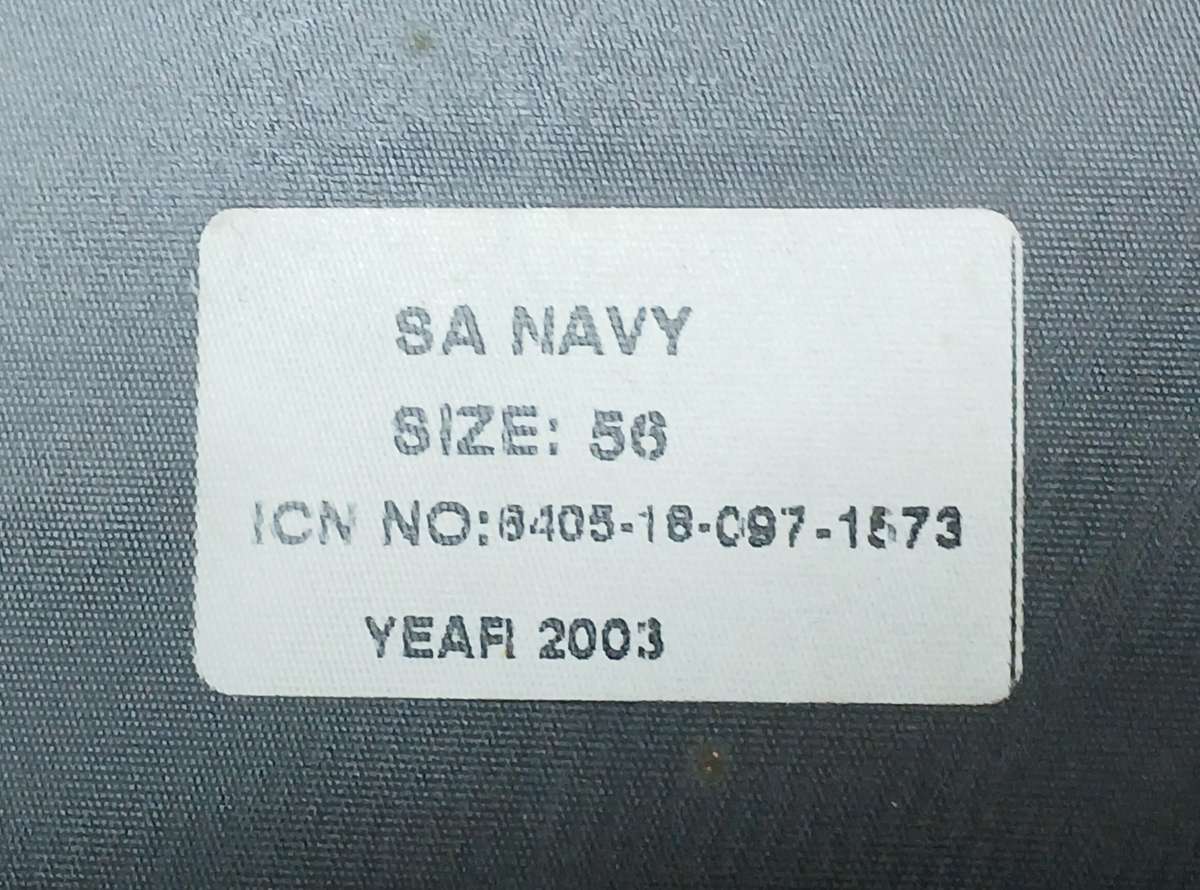 SA NAVY
SIZE: 56
ICN NO:8405-18-097-1573
YEAR 2003